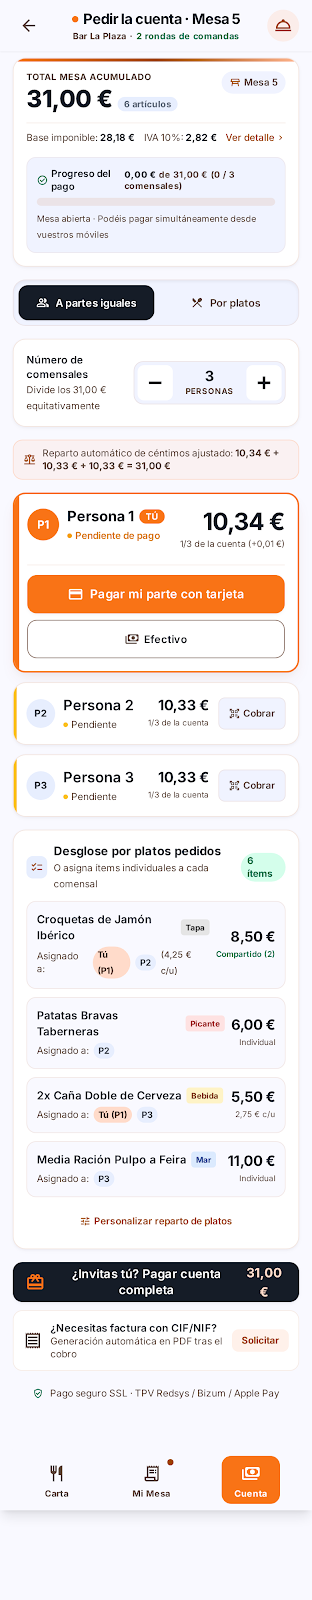 Pedir la cuenta · Mesa 5
Bar La Plaza · 2 rondas de comandas
TOTAL MESA ACUMULADO
31,00 € 6 artículos
Mesa 5
Base imponible: 28,18 € IVA 10%: 2,82 € Ver detalle >
Progreso del
pago
0,00 € de 31,00 € (0 / 3
comensales)
Mesa abierta · Podéis pagar simultáneamente desde
vuestros móviles
A partes iguales
Por platos
Número de
comensales
Divide los 31,00 €
equitativamente
− 3 +
PERSONAS
Reparto automático de céntimos ajustado: 10,34 € +
10,33 € + 10,33 € = 31,00 €
P1
Persona 1 TÚ
Pendiente de pago
10,34 €
1/3 de la cuenta (+0,01 €)
Pagar mi parte con tarjeta
Efectivo
P2
Persona 2
Pendiente
10,33 €
1/3 de la cuenta
Cobrar
P3
Persona 3
Pendiente
10,33 €
1/3 de la cuenta
Cobrar
Desglose por platos pedidos
O asigna ítems individuales a cada
comensal
6
ítems
Croquetas de Jamón
Ibérico
Tapa
8,50 €
Asignado
a:
Tú
(P1)
P2
(4,25 €
c/u)
Compartido (2)
Patatas Bravas
Taberneras
Picante
6,00 €
Asignado a: P2
Individual
2x Caña Doble de Cerveza Bebida 5,50 €
Asignado a: Tú (P1) P3
2,75 € c/u
Media Ración Pulpo a Feira Mar 11,00 €
Asignado a: P3
Individual
Personalizar reparto de platos
¿Invitas tú? Pagar cuenta
completa
31,00
€
¿Necesitas factura con CIF/NIF?
Generación automática en PDF tras el
cobro
Solicitar
Pago seguro SSL · TPV Redsys / Bizum / Apple Pay
Carta
Mi Mesa
Cuenta